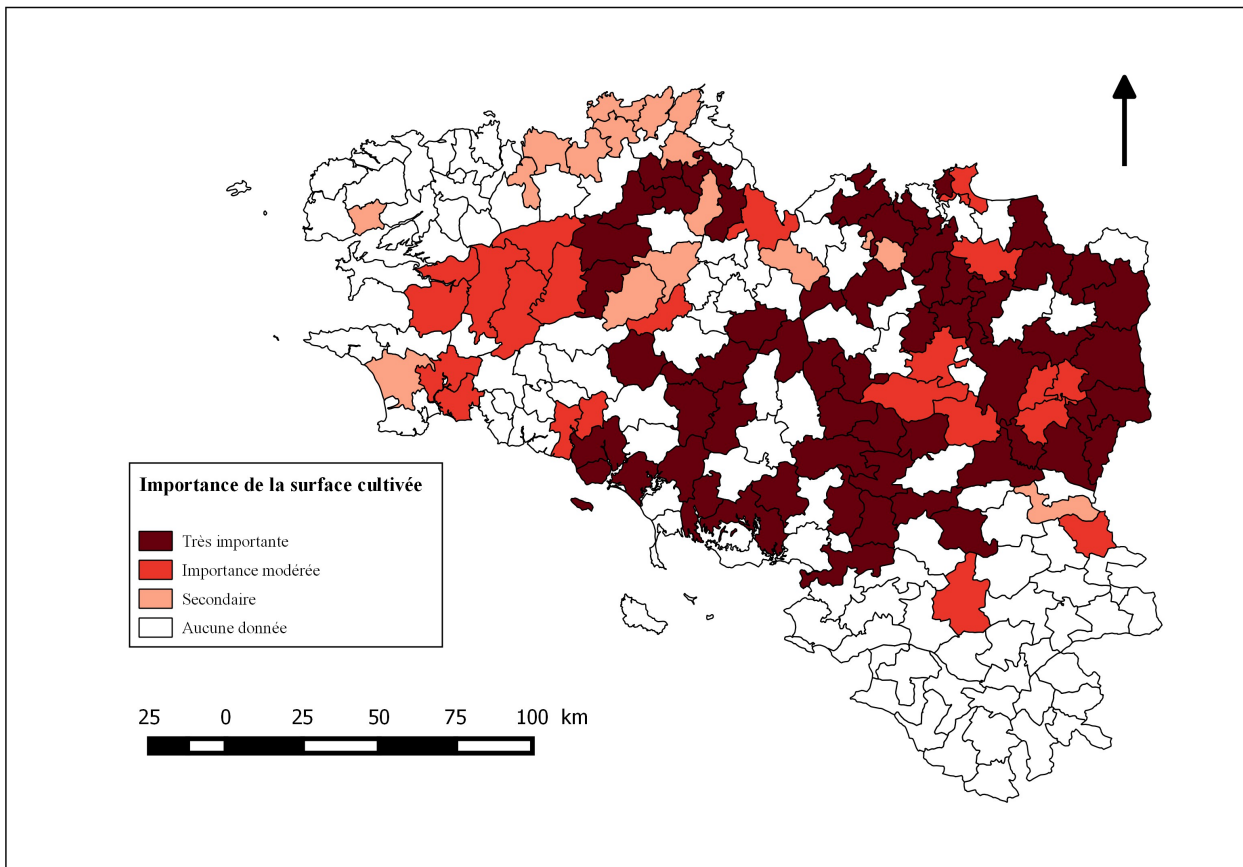 Importance de la surface cultivée
Très importante
Importance modérée
Secondaire
Aucune donnée
25 0 25 50 75 100 km